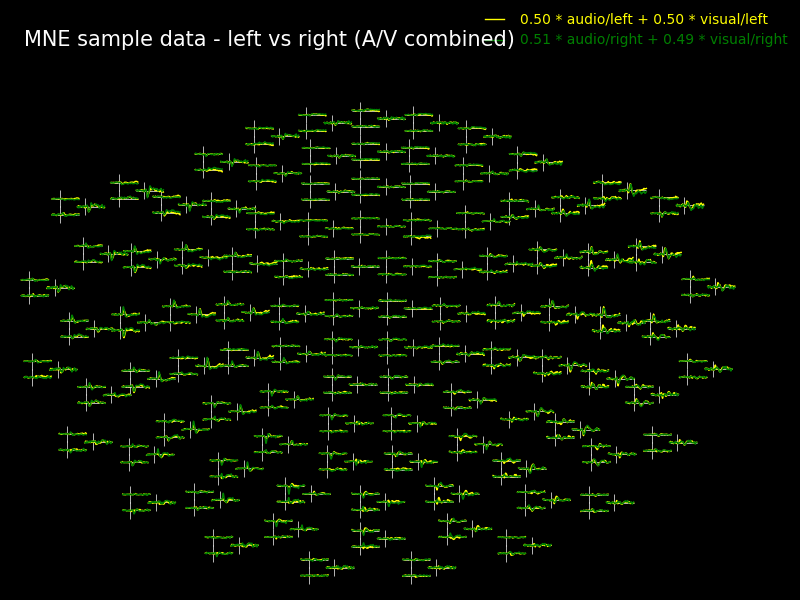 0.50 * audio/left + 0.50 * visual/left
MNE sample data - left vs right (A/V combined)
0.51 * audio/right + 0.49 * visual/right